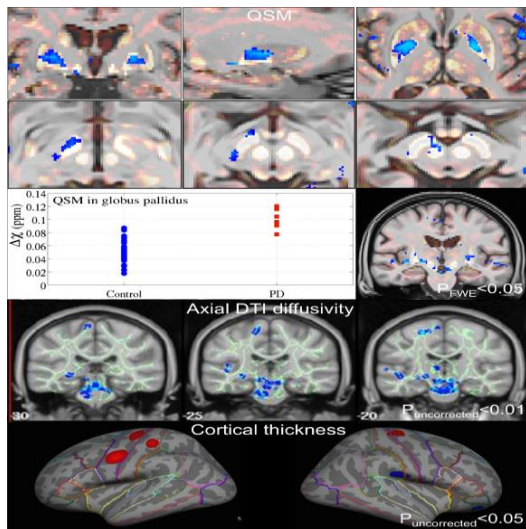 QSM
QSM in globus pallidus
0.14
0.12
0.10
0.08
0.06
0.04
0.02
0
Δχ (ppm)
Control
PD
PFWE<0.05
Axial DTI diffusivity
-30
-25
-20
Puncorrected<0.01
Cortical thickness
Puncorrected<0.05